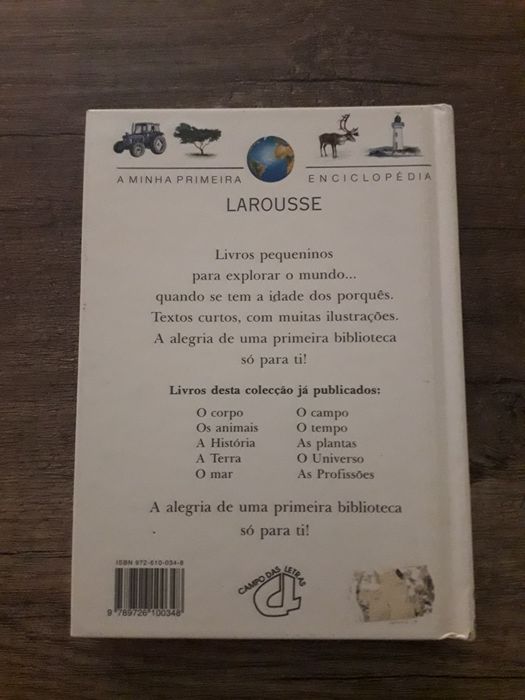 A MINHA PRIMEIRA ENCICLOPÉDIA
LAROUSSE
Livros pequeninos
para explorar o mundo...
quando se tem a idade dos porquês.
Textos curtos, com muitas ilustrações.
A alegria de uma primeira biblioteca
só para ti!
Livros desta colecção já publicados:
O corpo
Os animais
A História
A Terra
O mar
O campo
O tempo
As plantas
O Universo
As Profissões
A alegria de uma primeira biblioteca
só para ti!
ISBN 972-610-034-8
9 789726 100348
CAMPO DAS LETRAS